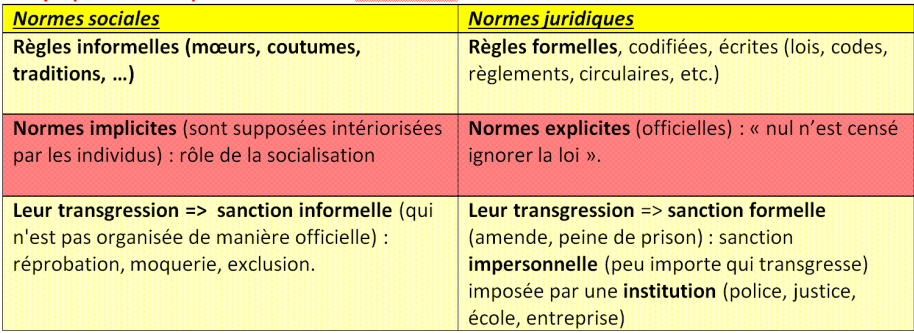 Normes sociales
Normes juridiques
Règles informelles (mœurs, coutumes,
traditions, …)
Règles formelles, codifiées, écrites (lois, codes,
règlements, circulaires, etc.)
Normes implicites (sont supposées intériorisées
par les individus) : rôle de la socialisation
Normes explicites (officielles) : « nul n’est censé
ignorer la loi ».
Leur transgression => sanction informelle (qui
n'est pas organisée de manière officielle) :
réprobation, moquerie, exclusion.
Leur transgression => sanction formelle
(amende, peine de prison) : sanction
impersonnelle (peu importe qui transgresse)
imposée par une institution (police, justice,
école, entreprise)